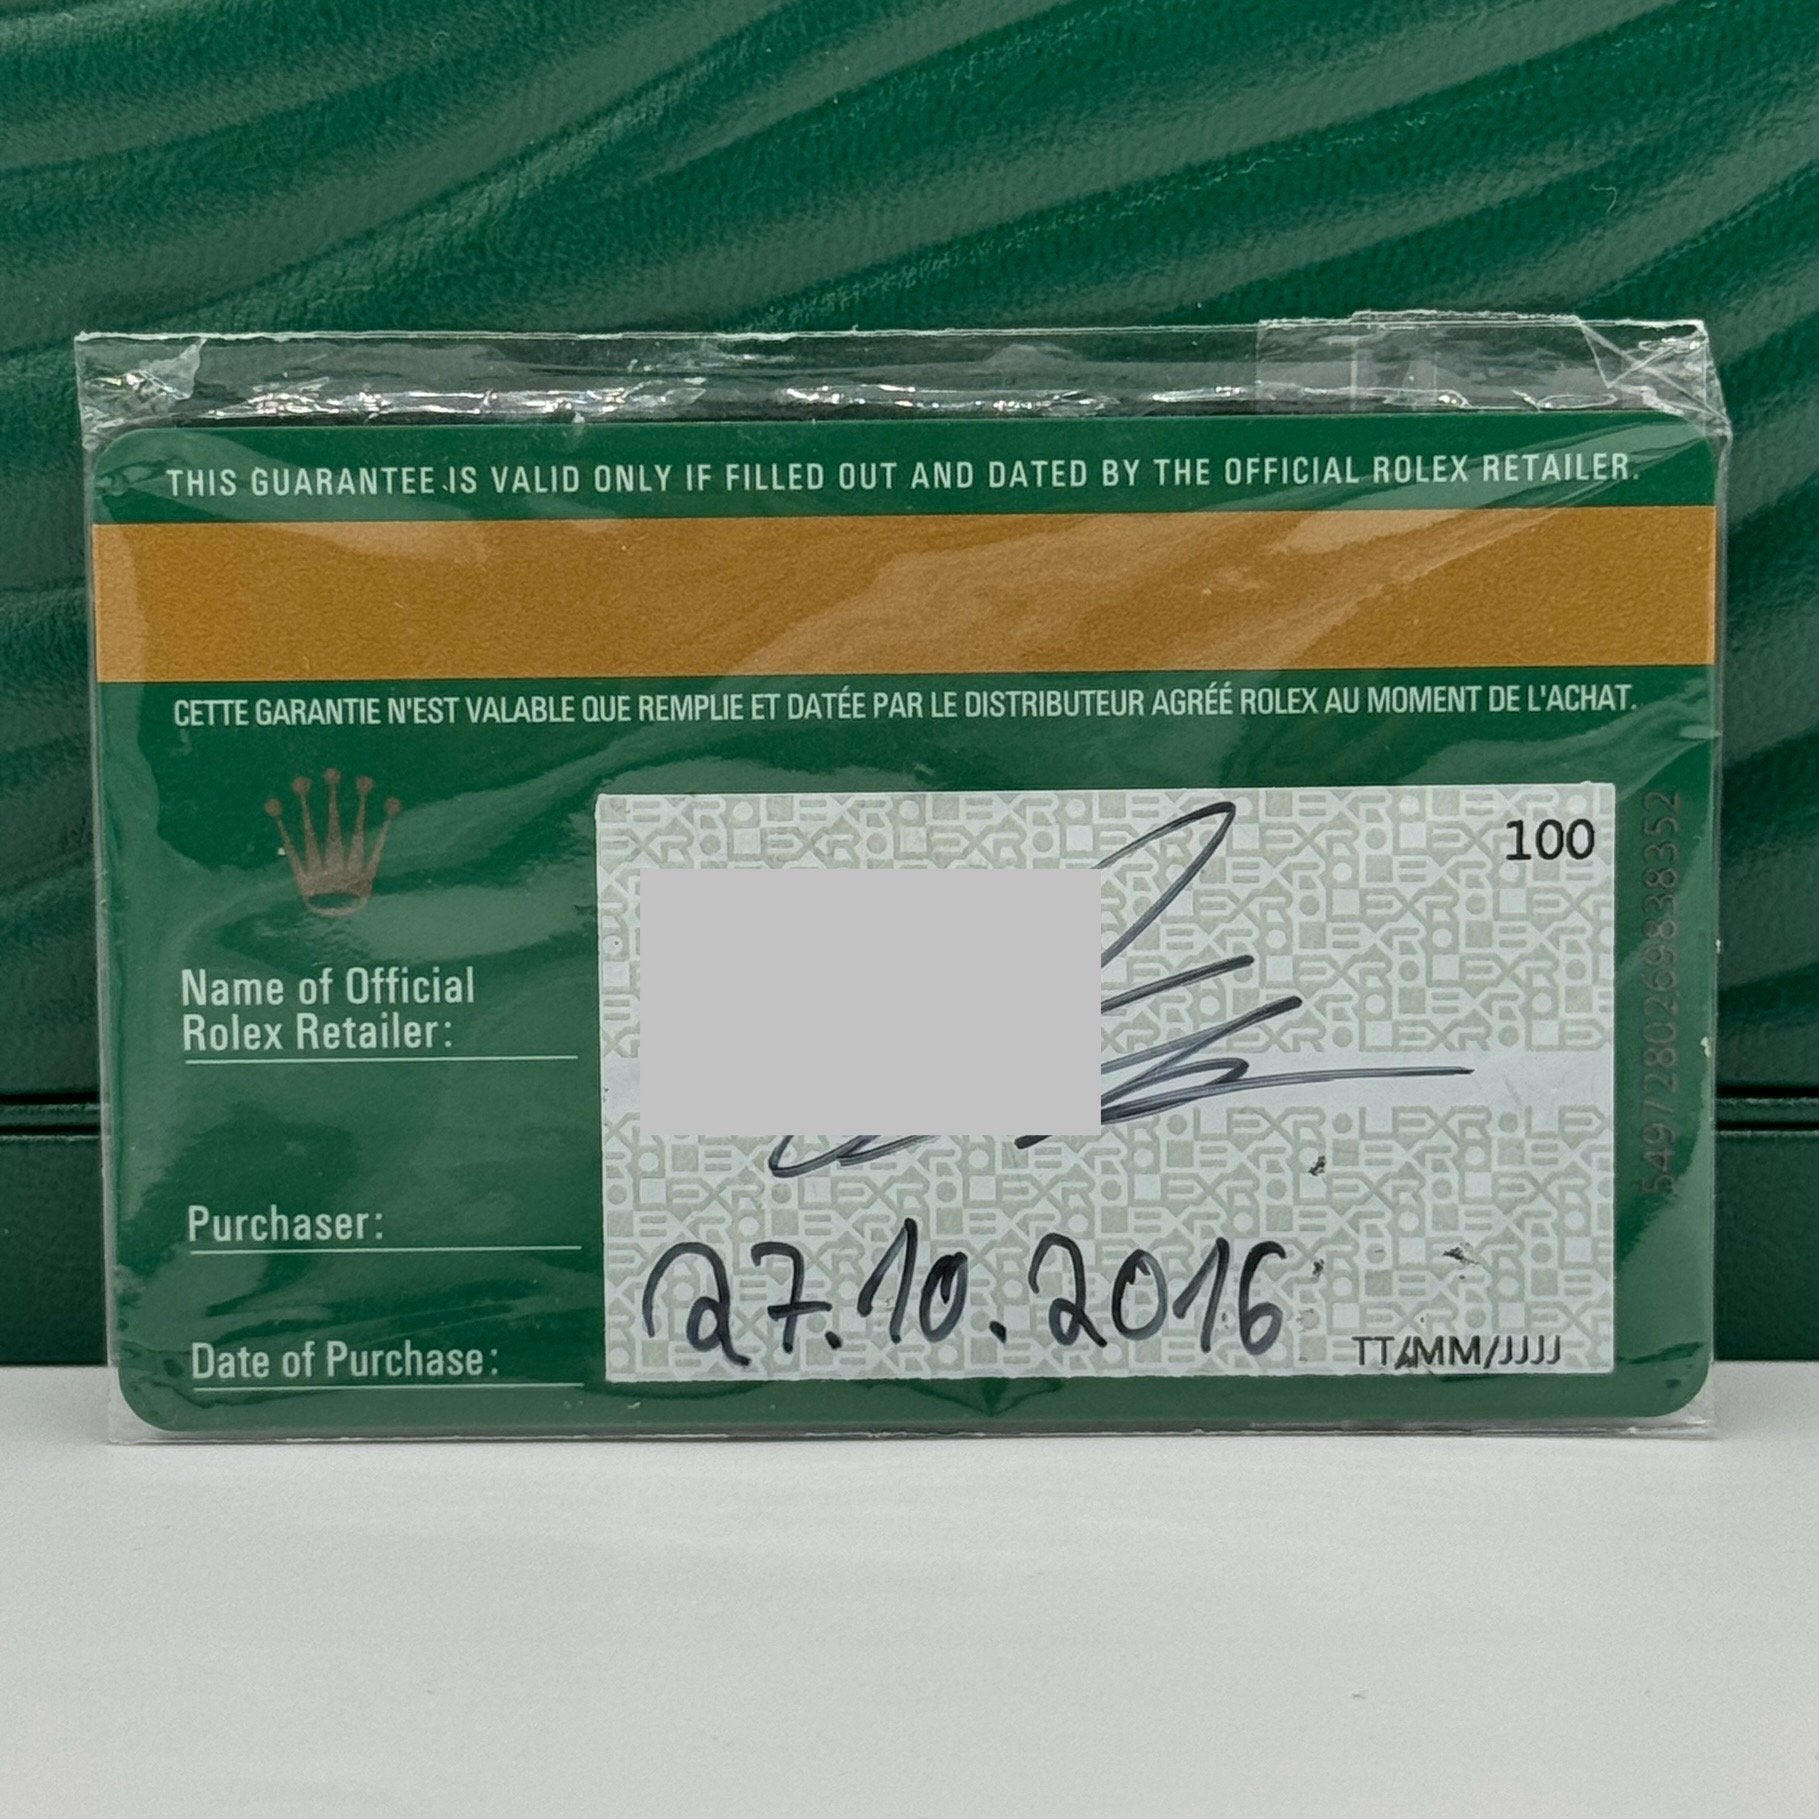 THIS GUARANTEE IS VALID ONLY IF FILLED OUT AND DATED BY THE OFFICIAL ROLEX RETAILER.
CETTE GARANTIE N'EST VALABLE QUE REMPLIE ET DATÉE PAR LE DISTRIBUTEUR AGRÉÉ ROLEX AU MOMENT DE L'ACHAT.
100
Name of Official
Rolex Retailer:
Purchaser:
Date of Purchase:
27.10.2016
TT/MM/JJJJ